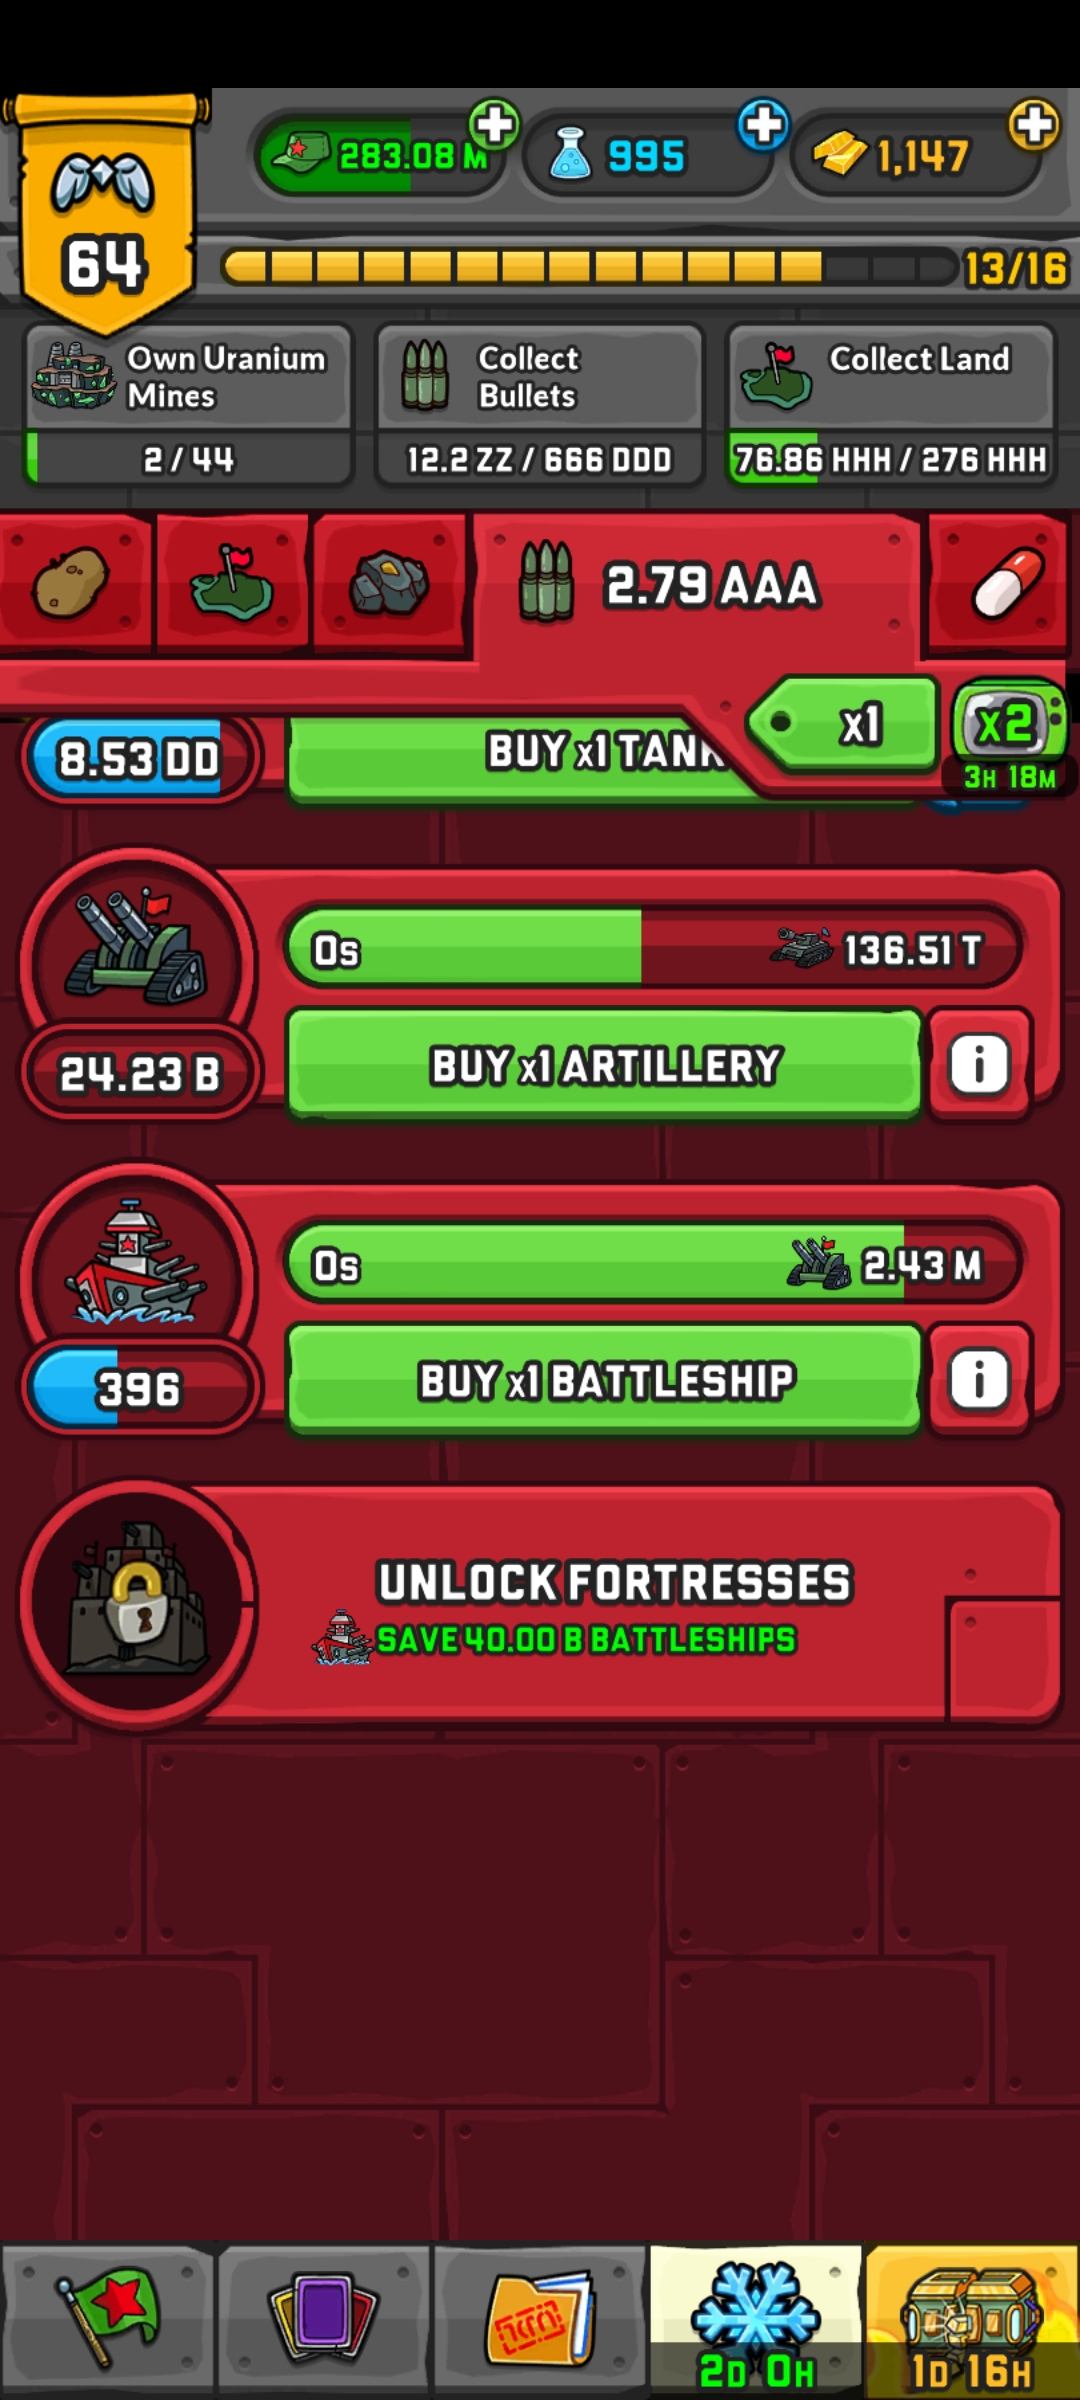 64
283.08 M
995
1,147
13/16
Own Uranium
Mines
2 / 44
Collect
Bullets
12.2 ZZ / 666 DDD
Collect Land
76.86 HHH / 276 HHH
2.79 AAA
x1
x2
3H 18M
8.53 DD
BUY x1 TANK
0s
136.51 T
24.23 B
BUY x1 ARTILLERY
i
0s
2.43 M
396
BUY x1 BATTLESHIP
i
UNLOCK FORTRESSES
SAVE 40.00 B BATTLESHIPS
2D 0H
1D 16H